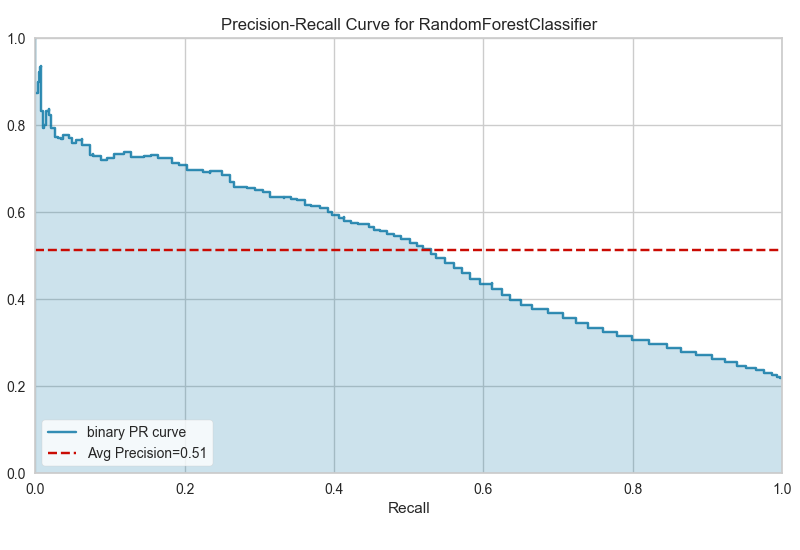 Precision-Recall Curve for RandomForestClassifier
1.0
0.8
0.6
0.4
0.2
0.0
binary PR curve
Avg Precision=0.51
0.0 0.2 0.4 0.6 0.8 1.0
Recall